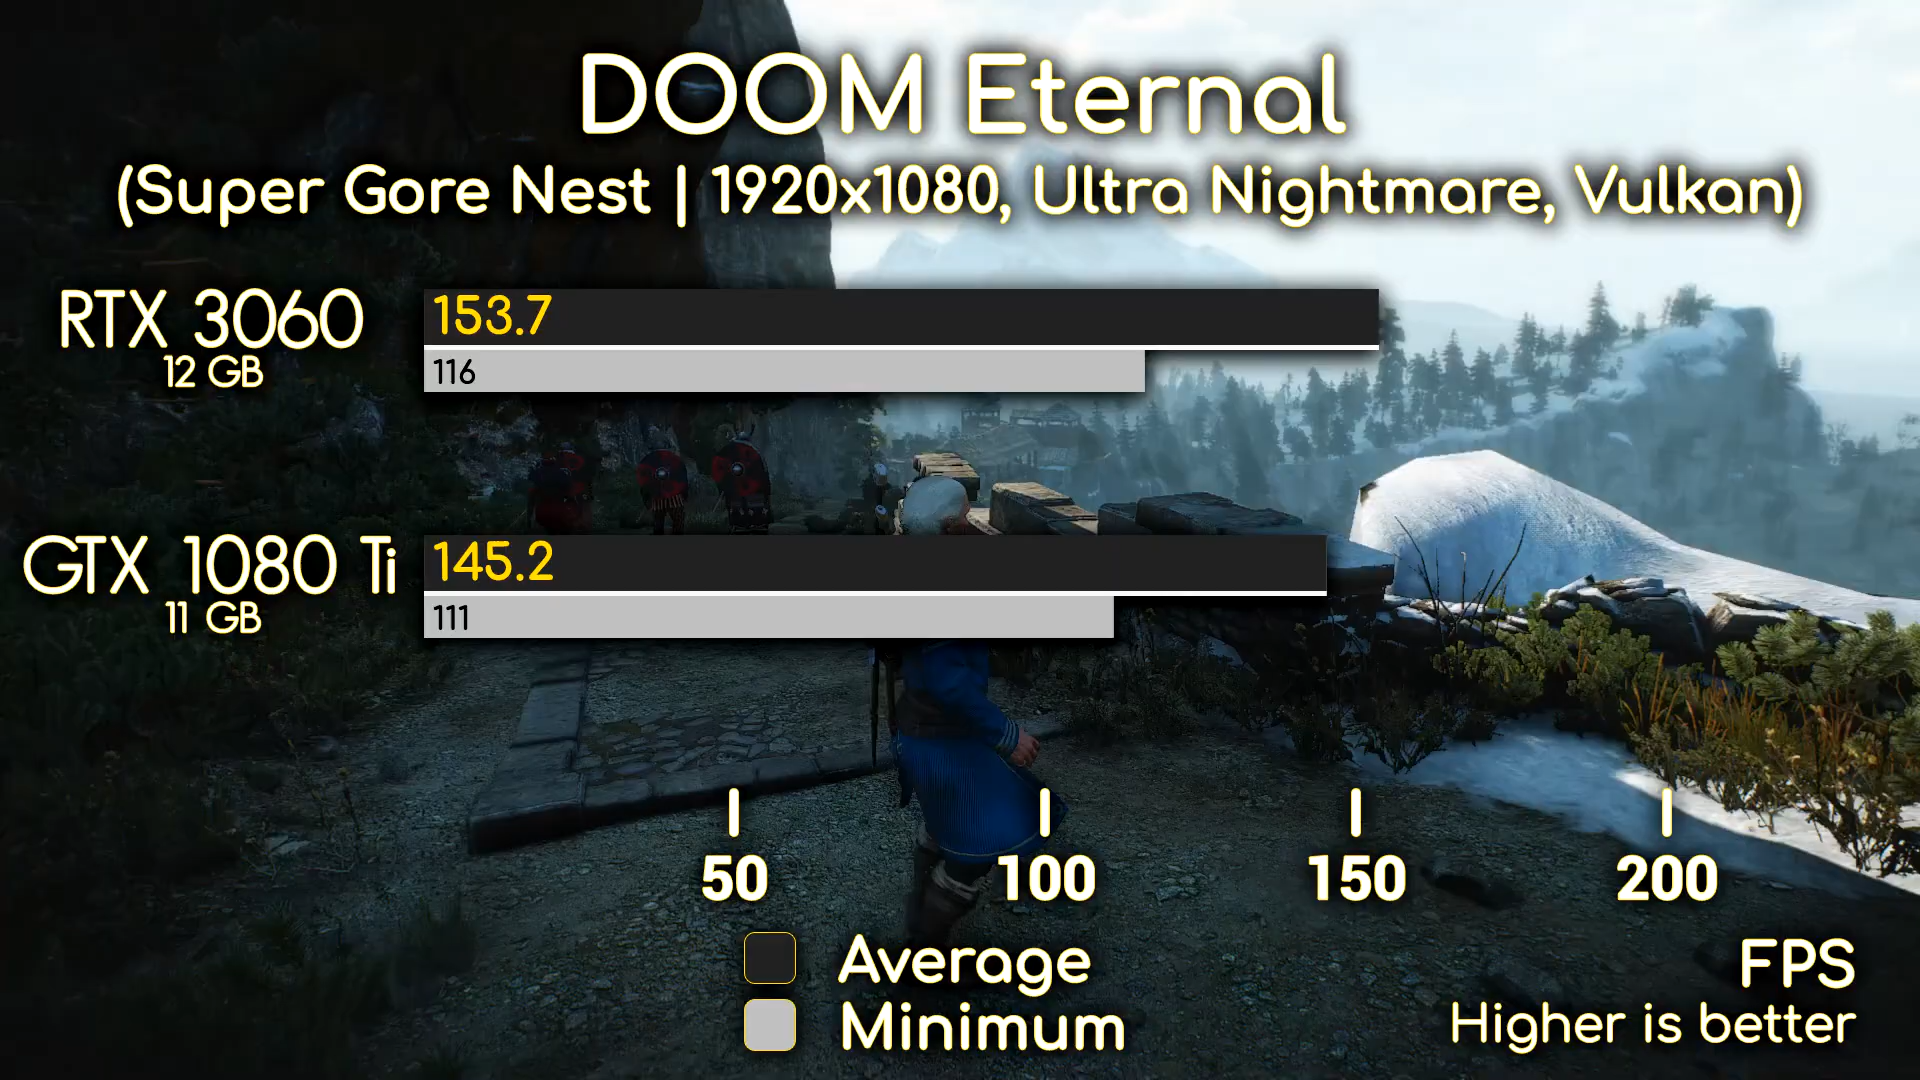 DOOM Eternal
(Super Gore Nest | 1920x1080, Ultra Nightmare, Vulkan)
RTX 3060
12 GB
153.7
116
GTX 1080 Ti
11 GB
145.2
111
50 100 150 200
Average
Minimum
FPS
Higher is better